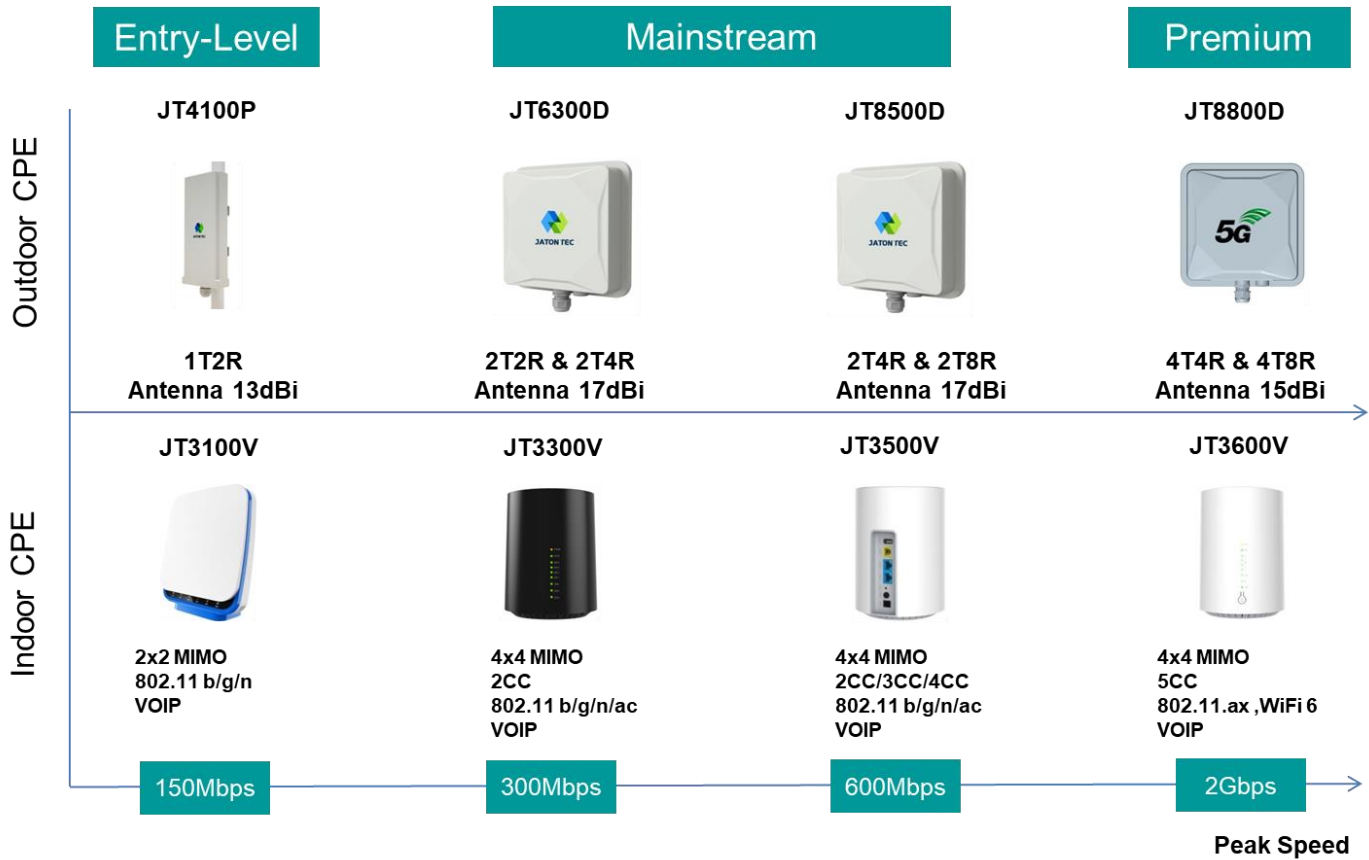 Entry-Level
Mainstream
Premium
Outdoor CPE
JT4100P
JT6300D
JT8500D
JT8800D
JATON TEC
JATON TEC
JATON TEC
5G
1T2R
Antenna 13dBi
2T2R & 2T4R
Antenna 17dBi
2T4R & 2T8R
Antenna 17dBi
4T4R & 4T8R
Antenna 15dBi
Indoor CPE
JT3100V
JT3300V
JT3500V
JT3600V
2x2 MIMO
802.11 b/g/n
VOIP
4x4 MIMO
2CC
802.11 b/g/n/ac
VOIP
4x4 MIMO
2CC/3CC/4CC
802.11 b/g/n/ac
VOIP
4x4 MIMO
5CC
802.11.ax ,WiFi 6
VOIP
150Mbps
300Mbps
600Mbps
2Gbps
Peak Speed